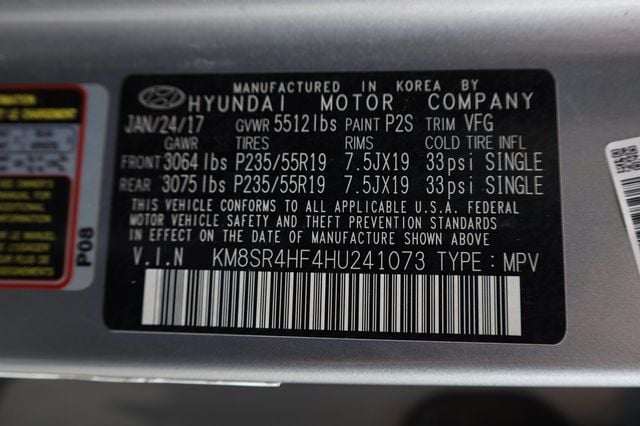 MANUFACTURED IN KOREA BY
HYUNDAI MOTOR COMPANY
JAN/24/17 GVWR 5512lbs PAINT P2S TRIM VFG
GAWR TIRES RIMS COLD TIRE INFL
FRONT 3064lbs P235/55R19 7.5JX19 33psi SINGLE
REAR 3075lbs P235/55R19 7.5JX19 33psi SINGLE
THIS VEHICLE CONFORMS TO ALL APPLICABLE U.S.A. FEDERAL
MOTOR VEHICLE SAFETY AND THEFT PREVENTION STANDARDS
IN EFFECT ON THE DATE OF MANUFACTURE SHOWN ABOVE
V.I.N KM8SR4HF4HU241073 TYPE : MPV
P08